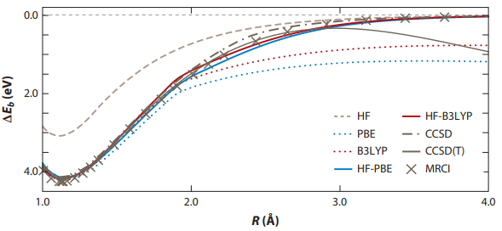 0.0
2.0
4.0
ΔE_b (eV)
HF
PBE
B3LYP
HF-PBE
HF-B3LYP
CCSD
CCSD(T)
MRCI
1.0 2.0 3.0 4.0
R (Å)